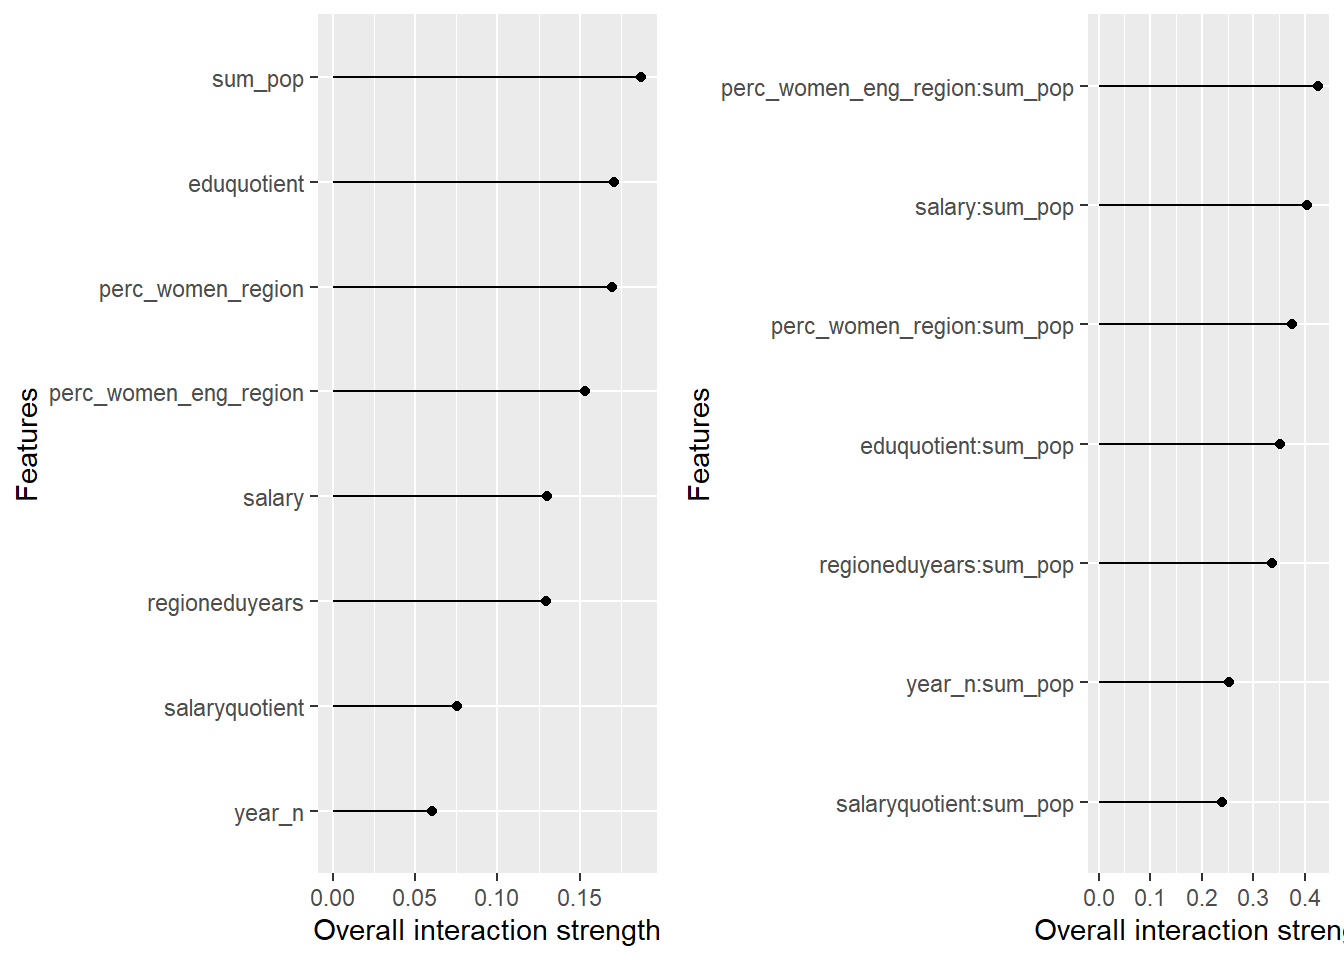 Features
sum_pop
eduquotient
perc_women_region
perc_women_eng_region
salary
regioneduyears
salaryquotient
year_n
0.00 0.05 0.10 0.15
Overall interaction strength
Features
perc_women_eng_region:sum_pop
salary:sum_pop
perc_women_region:sum_pop
eduquotient:sum_pop
regioneduyears:sum_pop
year_n:sum_pop
salaryquotient:sum_pop
0.0 0.1 0.2 0.3 0.4
Overall interaction streng